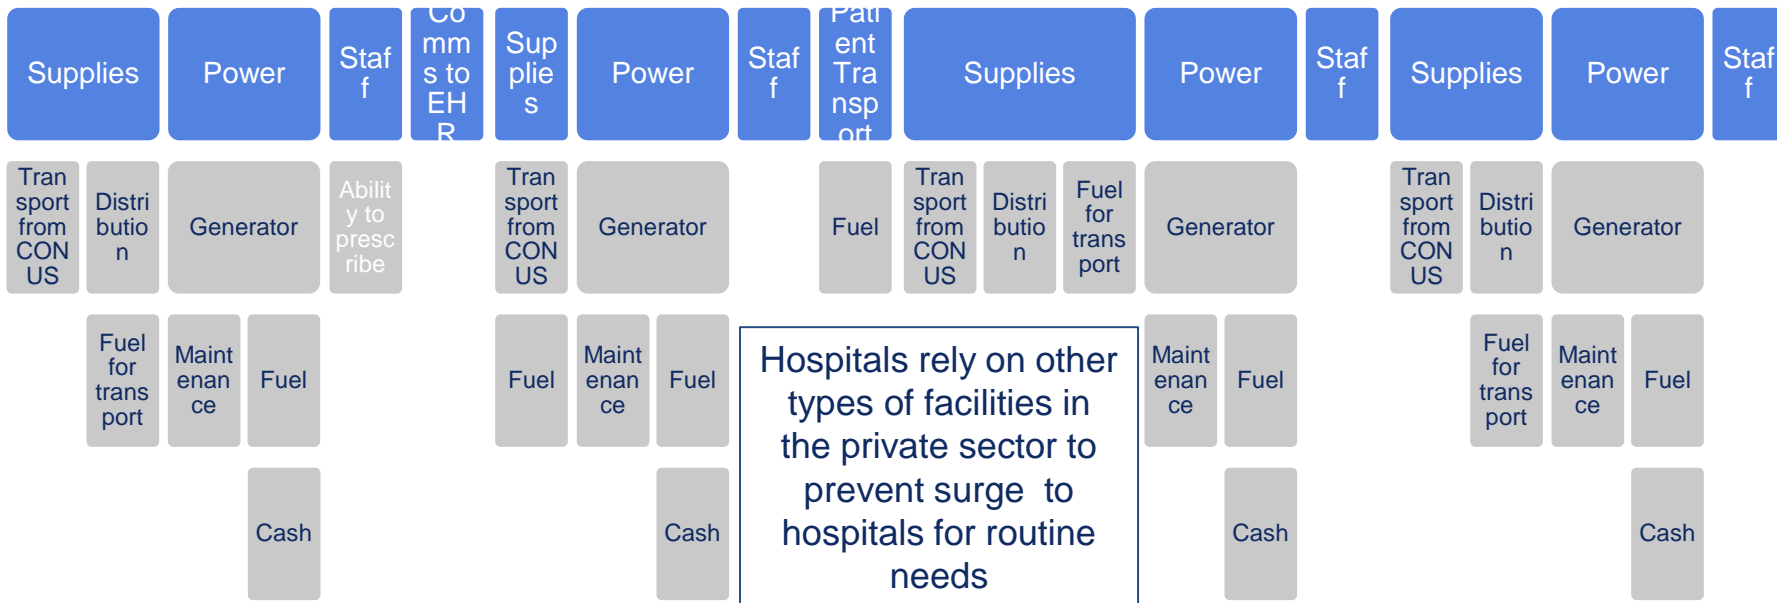 Supplies
Power
Staf
f
Co
mm
s to
EH
R
Sup
plie
s
Power
Staf
f
Pati
ent
Tra
nsp
ort
Supplies
Power
Staf
f
Supplies
Power
Staf
f
Tran
sport
from
CON
US
Distri
butio
n
Generator
Abilit
y to
presc
ribe
Tran
sport
from
CON
US
Generator
Fuel
Tran
sport
from
CON
US
Distri
butio
n
Fuel
for
trans
port
Generator
Tran
sport
from
CON
US
Distri
butio
n
Generator
Fuel
for
trans
port
Maint
enan
ce
Fuel
Fuel
Maint
enan
ce
Fuel
Hospitals rely on other
types of facilities in
the private sector to
prevent surge to
hospitals for routine
needs
Maint
enan
ce
Fuel
Fuel
for
trans
port
Maint
enan
ce
Fuel
Cash
Cash
Cash
Cash